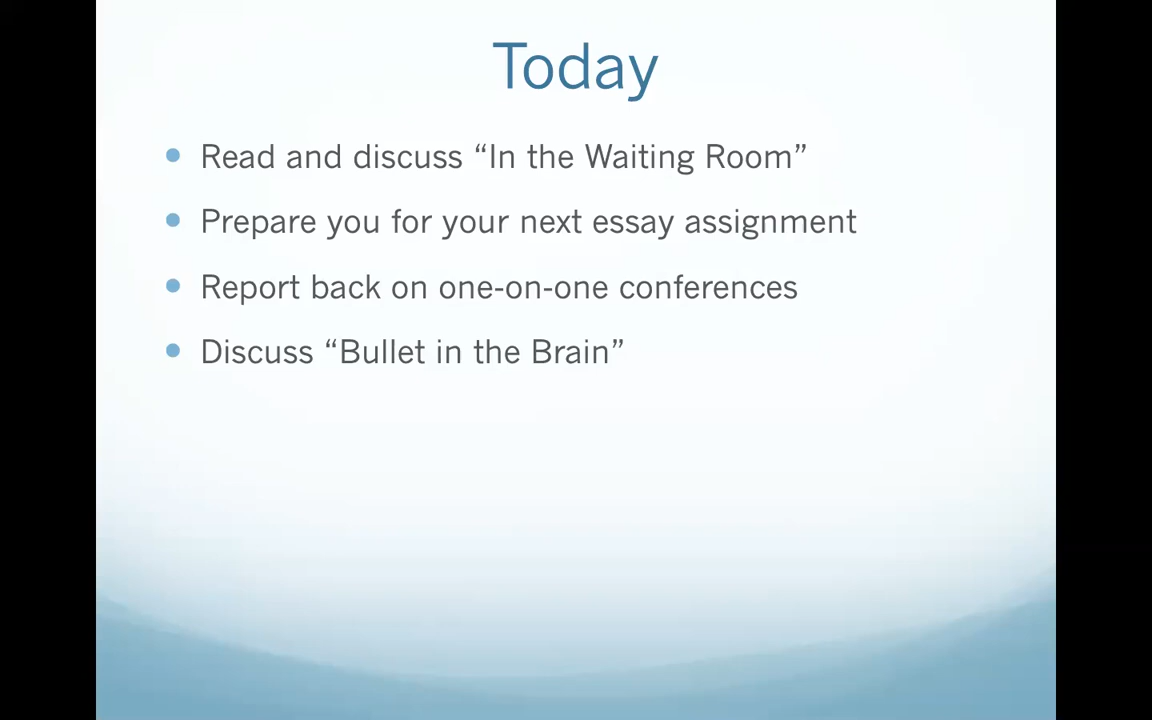 Today
• Read and discuss “In the Waiting Room”
• Prepare you for your next essay assignment
• Report back on one-on-one conferences
• Discuss “Bullet in the Brain”